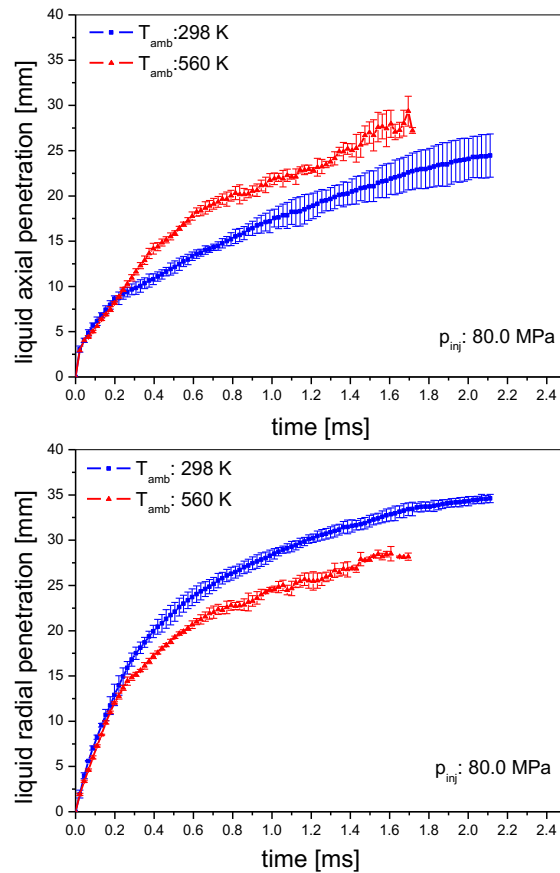 T_amb:298 K
T_amb:560 K
liquid axial penetration [mm]
40
35
30
25
20
15
10
5
0
p_inj: 80.0 MPa
0.0 0.2 0.4 0.6 0.8 1.0 1.2 1.4 1.6 1.8 2.0 2.2 2.4
time [ms]
T_amb: 298 K
T_amb: 560 K
liquid radial penetration [mm]
40
35
30
25
20
15
10
5
0
p_inj: 80.0 MPa
0.0 0.2 0.4 0.6 0.8 1.0 1.2 1.4 1.6 1.8 2.0 2.2 2.4
time [ms]